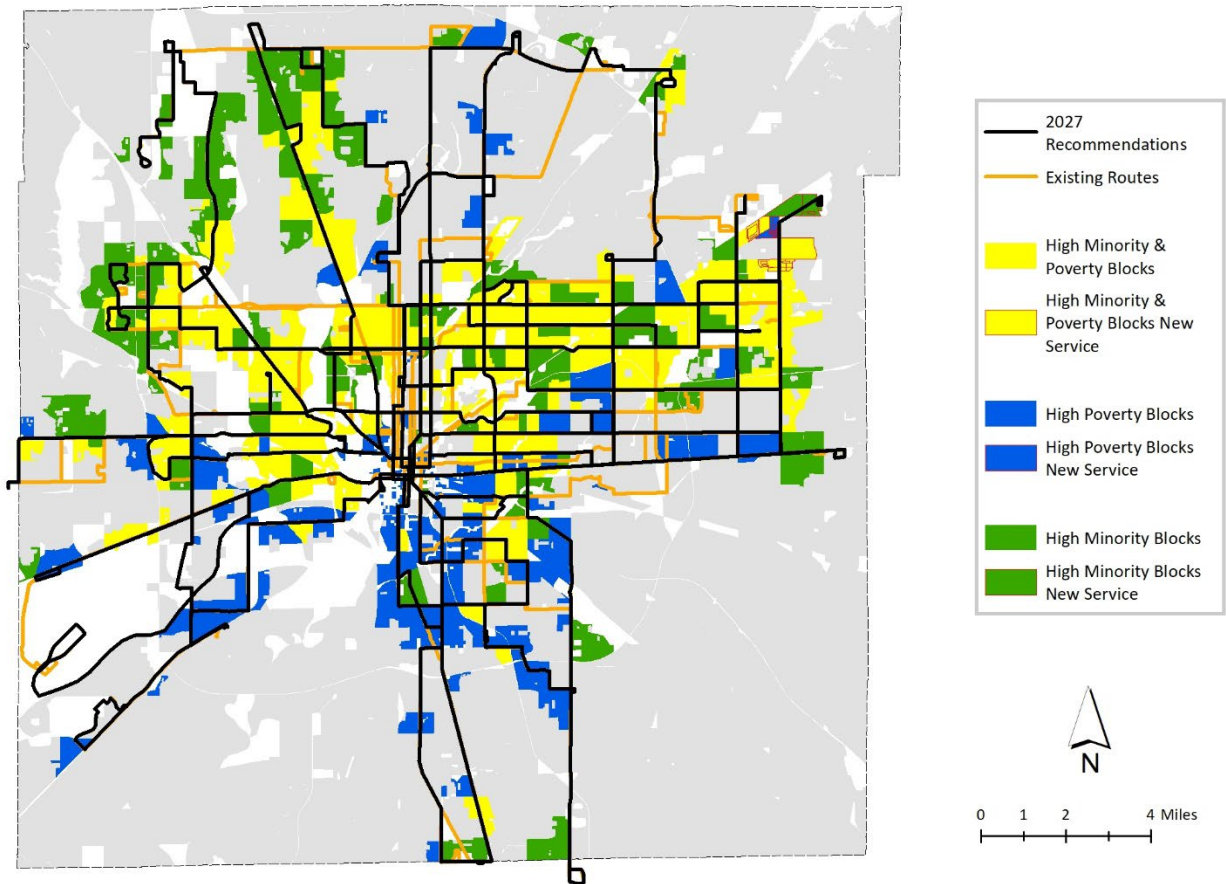 2027
Recommendations
Existing Routes
High Minority &
Poverty Blocks
High Minority &
Poverty Blocks New
Service
High Poverty Blocks
High Poverty Blocks
New Service
High Minority Blocks
High Minority Blocks
New Service
N
0 1 2 4 Miles